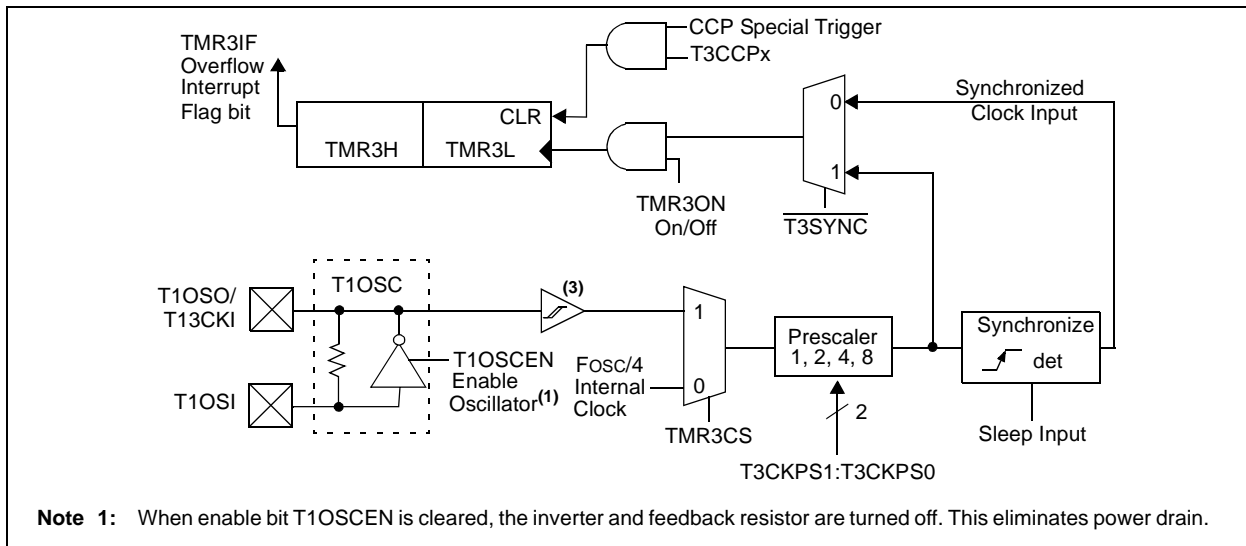 CCP Special Trigger
T3CCPx
TMR3IF
Overflow
Interrupt
Flag bit
CLR
TMR3H
TMR3L
TMR3ON
On/Off
0
1
T3SYNC
Synchronized
Clock Input
T1OSO/
T13CKI
T1OSI
T1OSC
T1OSCEN
Enable
Oscillator(1)
(3)
FOSC/4
Internal
Clock
1
0
TMR3CS
Prescaler
1, 2, 4, 8
2
T3CKPS1:T3CKPS0
Synchronize
det
Sleep Input
Note 1: When enable bit T1OSCEN is cleared, the inverter and feedback resistor are turned off. This eliminates power drain.